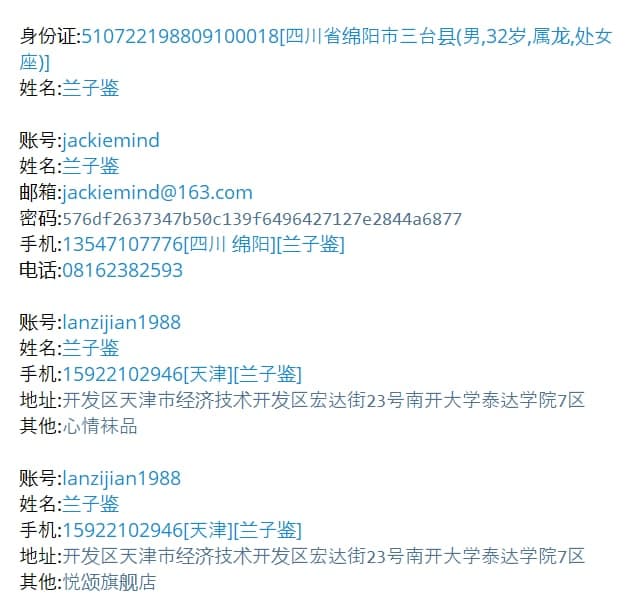 身份证:510722198809100018[四川省绵阳市三台县(男,32岁,属龙,处女
座)]
姓名:兰子鉴
账号:jackiemind
姓名:兰子鉴
邮箱:jackiemind@163.com
密码:576df2637347b50c139f6496427127e2844a6877
手机:13547107776[四川 绵阳][兰子鉴]
电话:08162382593
账号:lanzijian1988
姓名:兰子鉴
手机:15922102946[天津][兰子鉴]
地址:开发区天津市经济技术开发区宏达街23号南开大学泰达学院7区
其他:心情袜品
账号:lanzijian1988
姓名:兰子鉴
手机:15922102946[天津][兰子鉴]
地址:开发区天津市经济技术开发区宏达街23号南开大学泰达学院7区
其他:悦颂旗舰店